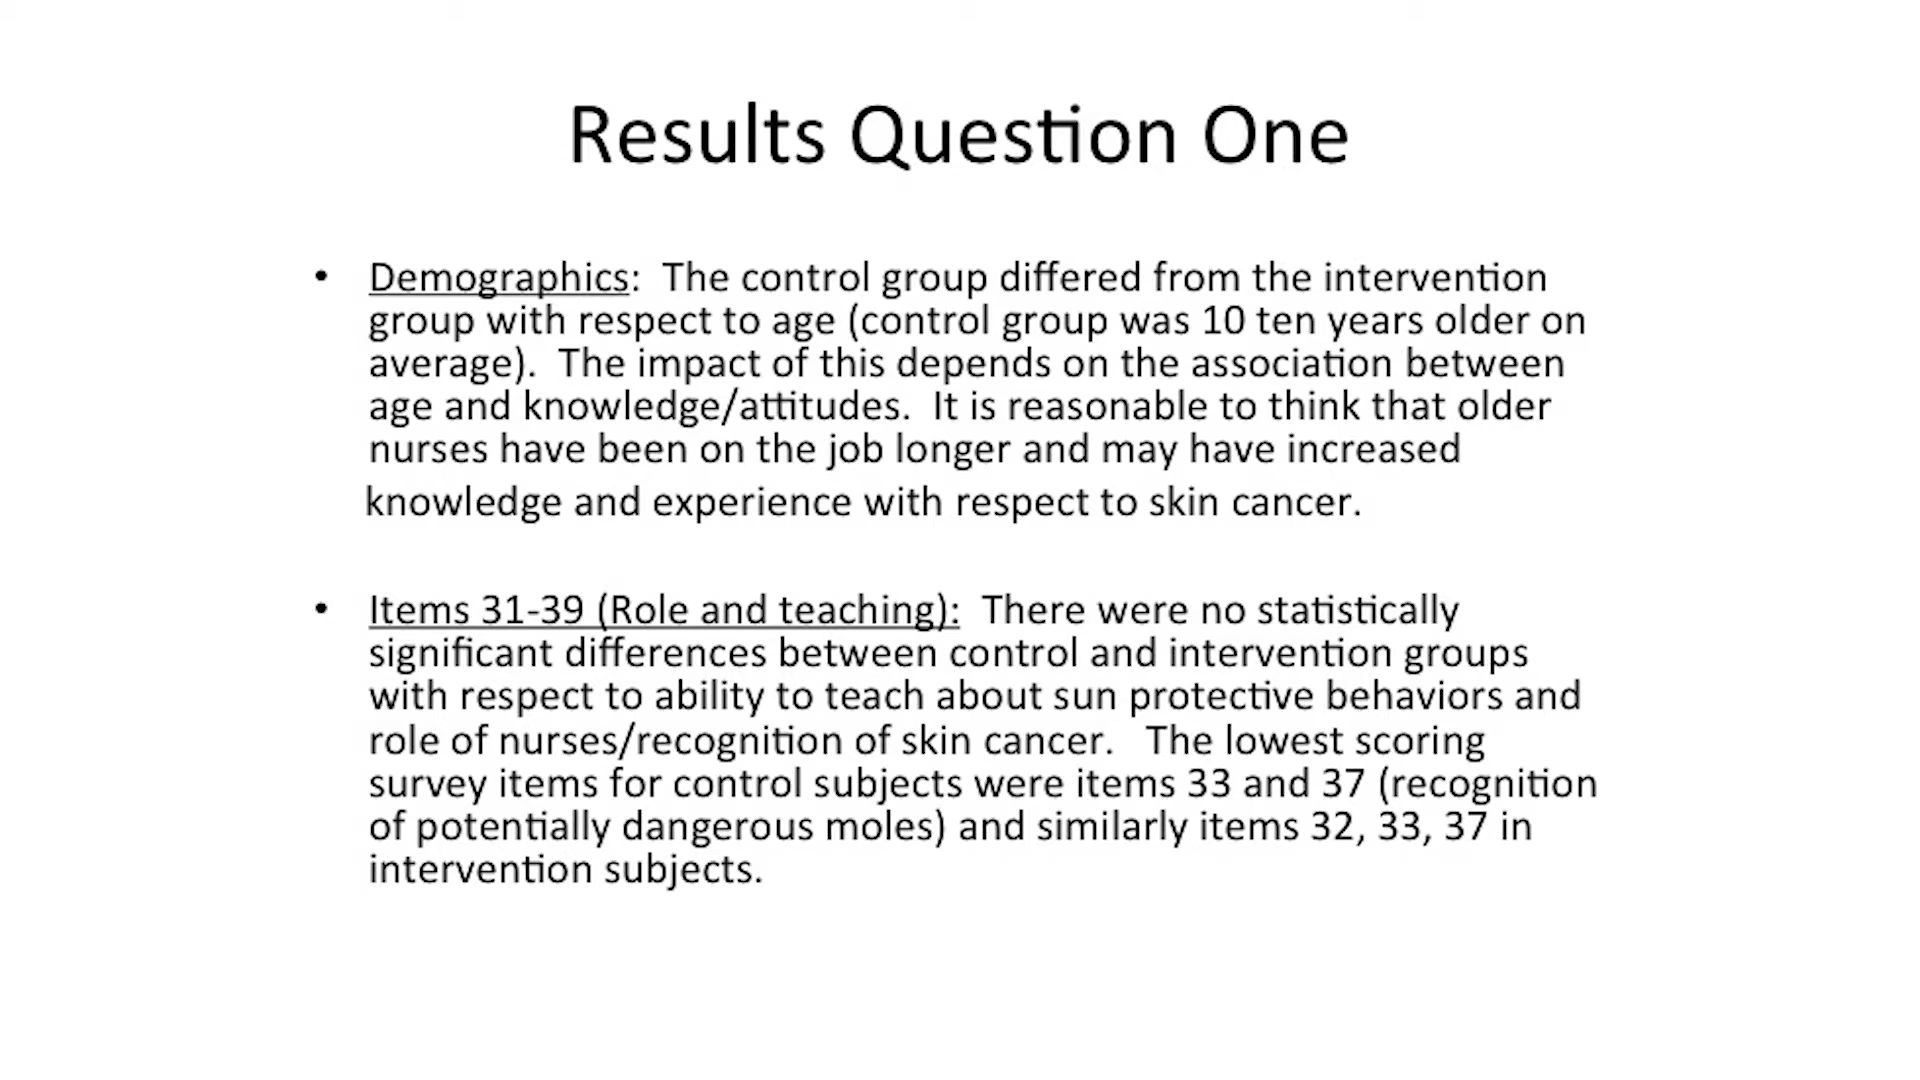 Results Question One
• Demographics:  The control group differed from the intervention
group with respect to age (control group was 10 ten years older on
average).  The impact of this depends on the association between
age and knowledge/attitudes.  It is reasonable to think that older
nurses have been on the job longer and may have increased
knowledge and experience with respect to skin cancer.
• Items 31-39 (Role and teaching):  There were no statistically
significant differences between control and intervention groups
with respect to ability to teach about sun protective behaviors and
role of nurses/recognition of skin cancer.   The lowest scoring
survey items for control subjects were items 33 and 37 (recognition
of potentially dangerous moles) and similarly items 32, 33, 37 in
intervention subjects.